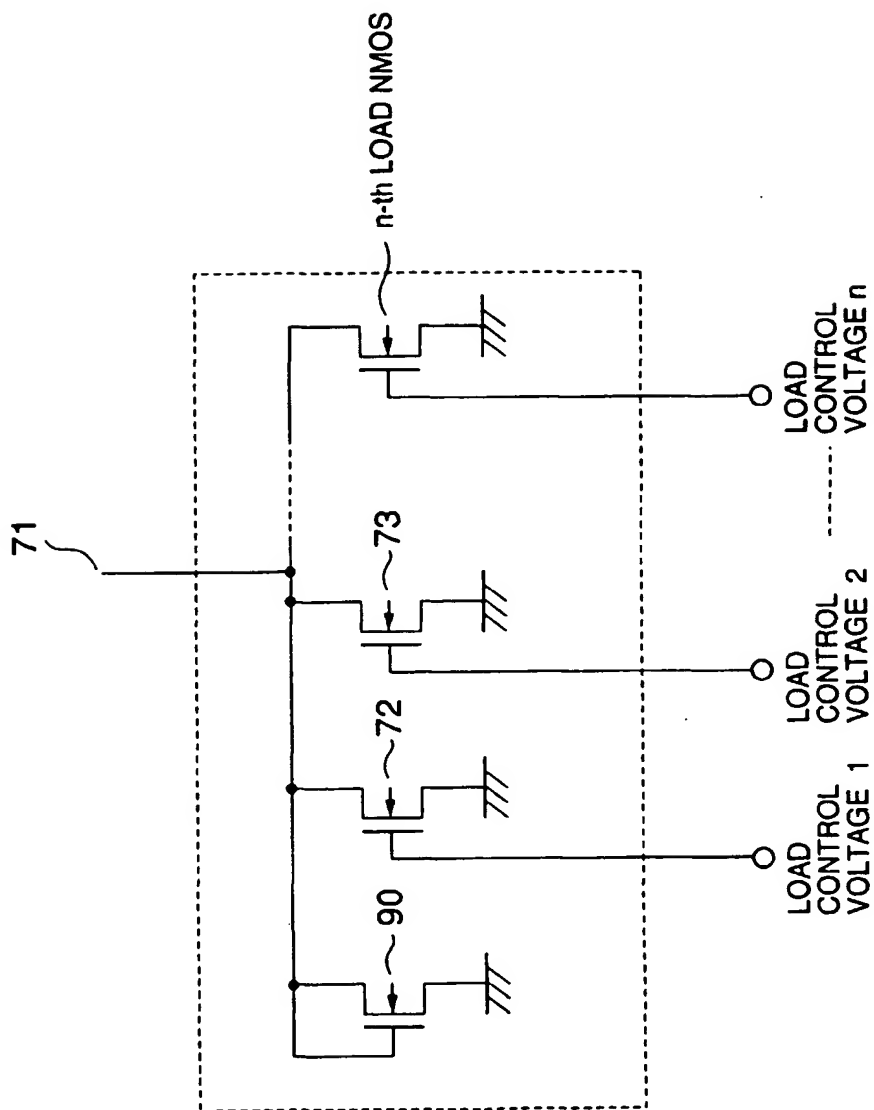 71
n-th LOAD NMOS
73
72
90
LOAD
CONTROL
VOLTAGE 1
LOAD
CONTROL
VOLTAGE 2
LOAD
CONTROL
VOLTAGE n